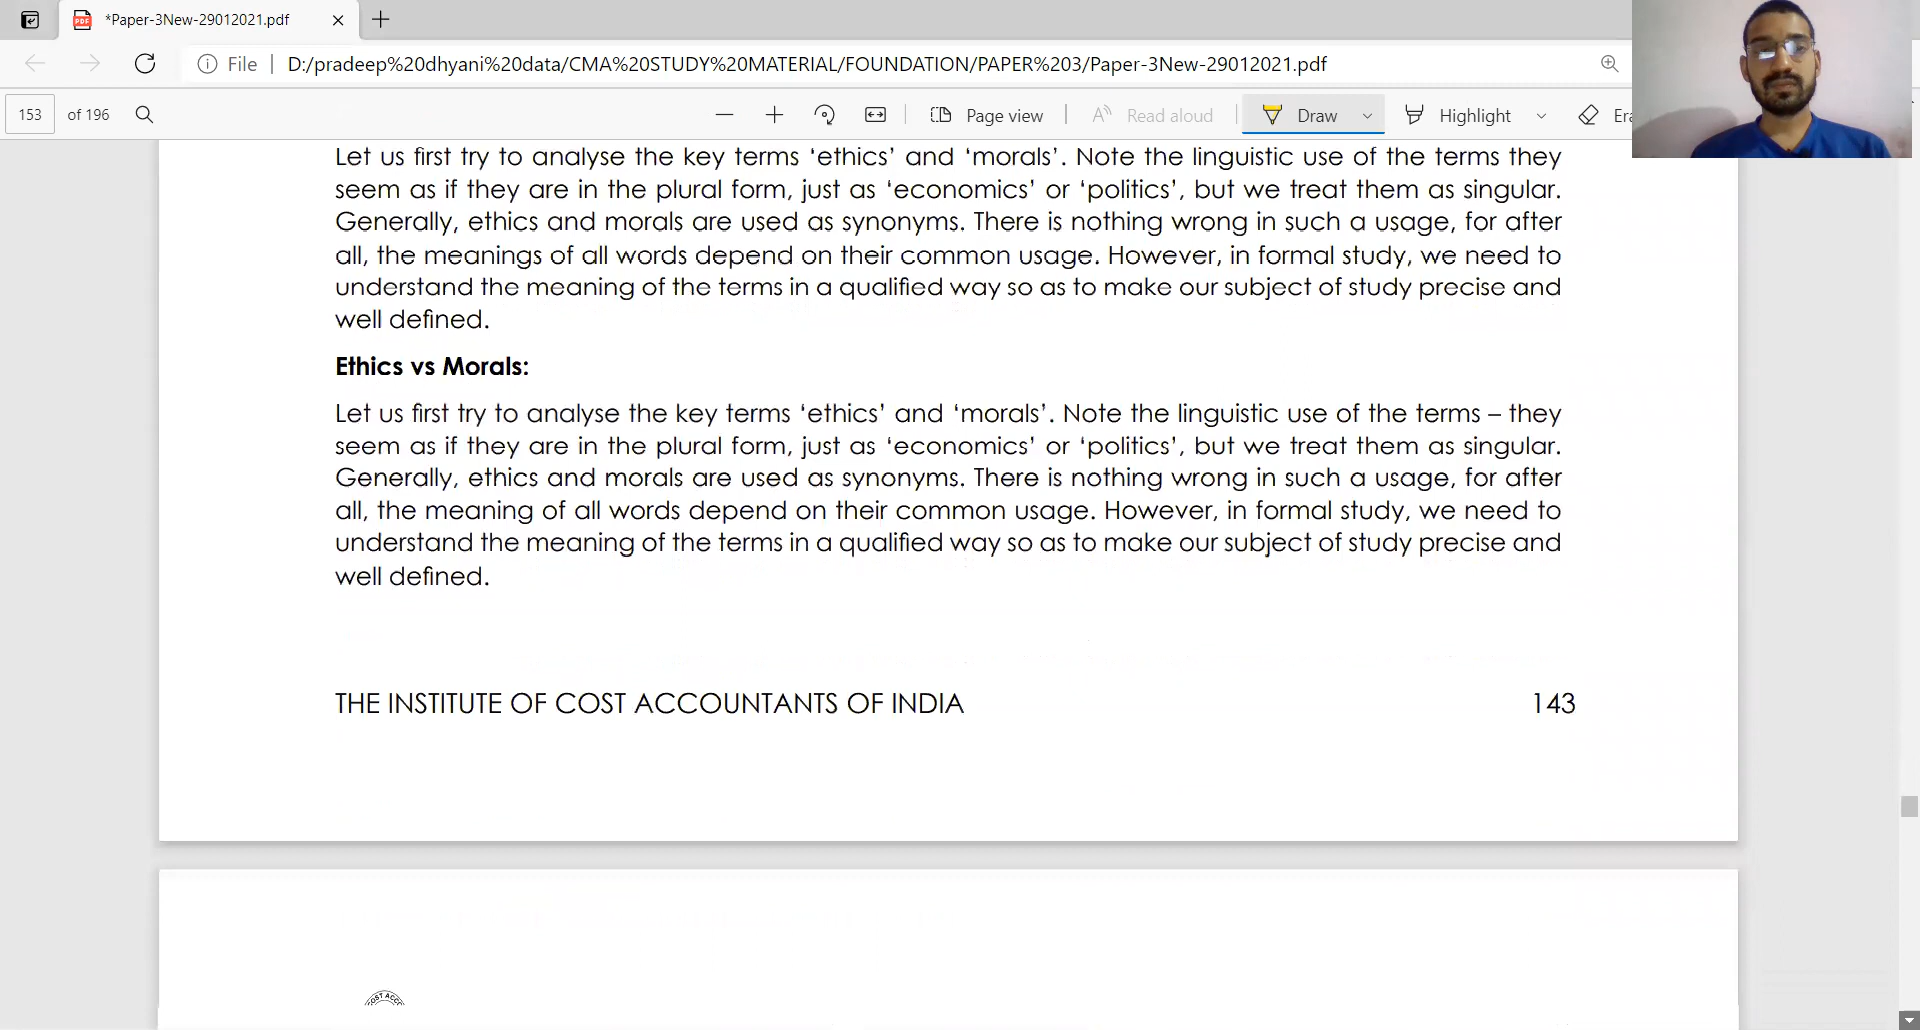 *Paper-3New-29012021.pdf
File
D:/pradeep%20dhyani%20data/CMA%20STUDY%20MATERIAL/FOUNDATION/PAPER%203/Paper-3New-29012021.pdf
153 of 196
Page view
Read aloud
Draw
Highlight
Era
Let us first try to analyse the key terms ‘ethics’ and ‘morals’. Note the linguistic use of the terms they
seem as if they are in the plural form, just as ‘economics’ or ‘politics’, but we treat them as singular.
Generally, ethics and morals are used as synonyms. There is nothing wrong in such a usage, for after
all, the meanings of all words depend on their common usage. However, in formal study, we need to
understand the meaning of the terms in a qualified way so as to make our subject of study precise and
well defined.
Ethics vs Morals:
Let us first try to analyse the key terms ‘ethics’ and ‘morals’. Note the linguistic use of the terms – they
seem as if they are in the plural form, just as ‘economics’ or ‘politics’, but we treat them as singular.
Generally, ethics and morals are used as synonyms. There is nothing wrong in such a usage, for after
all, the meaning of all words depend on their common usage. However, in formal study, we need to
understand the meaning of the terms in a qualified way so as to make our subject of study precise and
well defined.
THE INSTITUTE OF COST ACCOUNTANTS OF INDIA
143